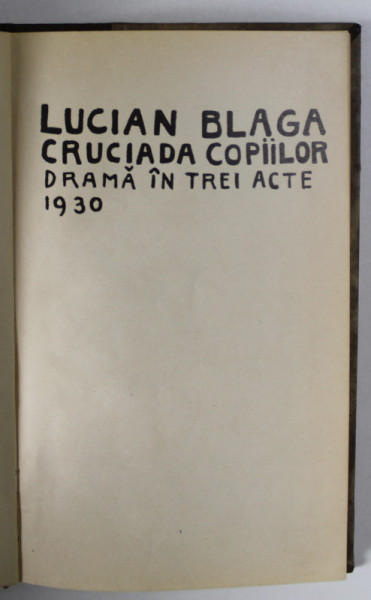 LUCIAN BLAGA
CRUCIADA COPIILOR
DRAMĂ ÎN TREI ACTE
1930